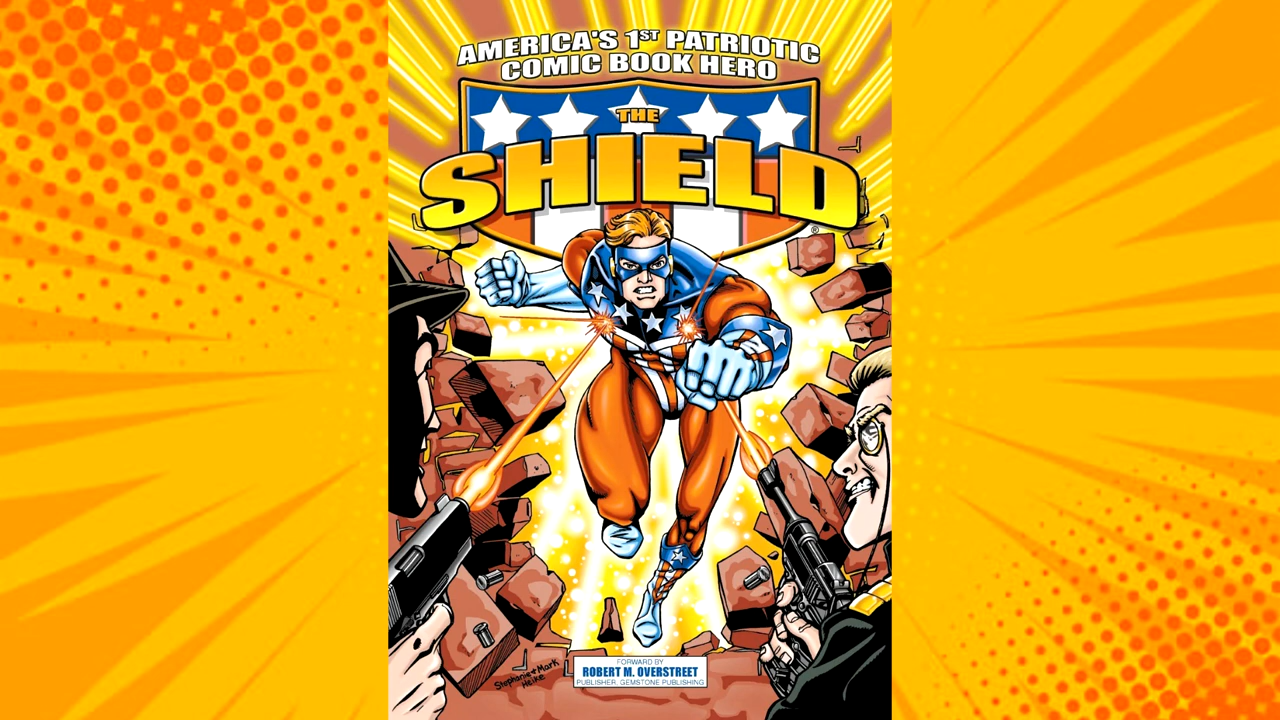 AMERICA'S 1ST PATRIOTIC
COMIC BOOK HERO
THE
SHIELD
®
Stephanie + Mark
Heike
FORWARD BY
ROBERT M. OVERSTREET
PUBLISHER, GEMSTONE PUBLISHING